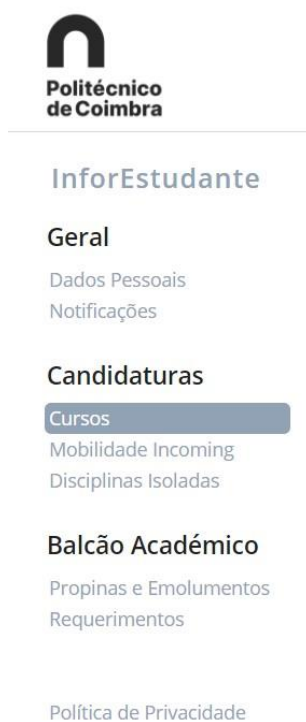 Politécnico
de Coimbra
InforEstudante
Geral
Dados Pessoais
Notificações
Candidaturas
Cursos
Mobilidade Incoming
Disciplinas Isoladas
Balcão Académico
Propinas e Emolumentos
Requerimentos
Política de Privacidade